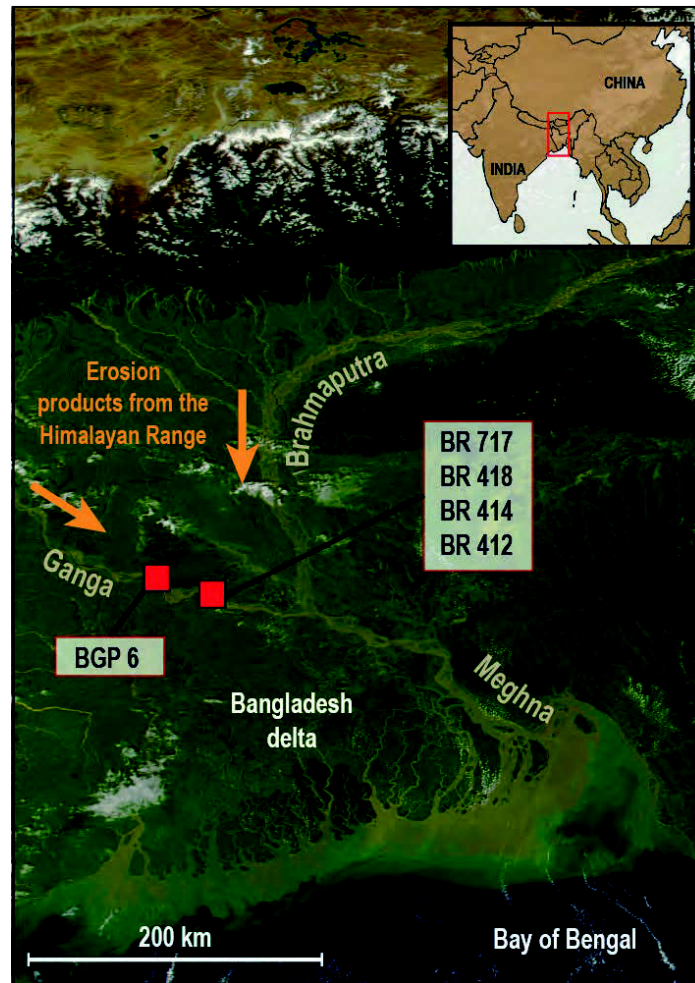 CHINA
INDIA
Erosion
products from the
Himalayan Range
Brahmaputra
BR 717
BR 418
BR 414
BR 412
Ganga
BGP 6
Meghna
Bangladesh
delta
200 km
Bay of Bengal